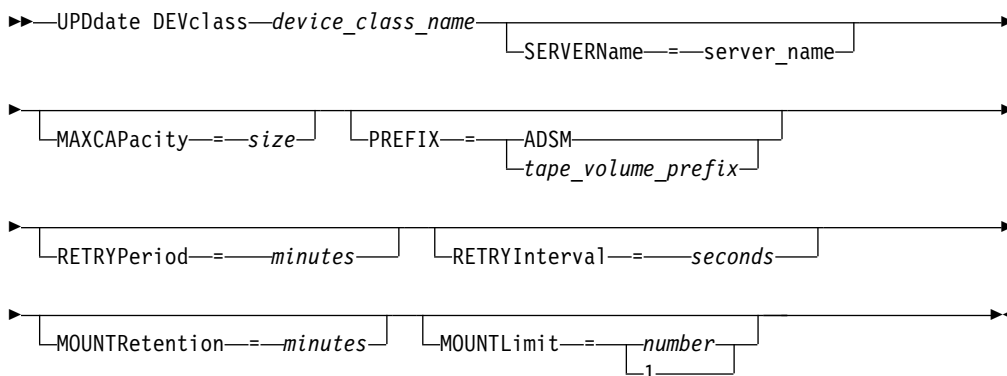 UPDdate DEVclass device_class_name
SERVERName = server_name
MAXCAPacity = size PREFIX = ADSM
tape_volume_prefix
RETRYPeriod = minutes RETRYInterval = seconds
MOUNTRetention = minutes MOUNTLimit = number
1